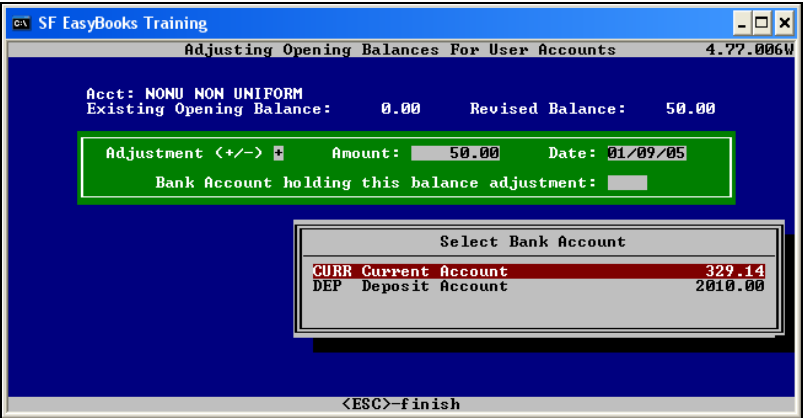 SF EasyBooks Training
Adjusting Opening Balances For User Accounts 4.77.006W
Acct: NONU NON UNIFORM
Existing Opening Balance: 0.00 Revised Balance: 50.00
Adjustment (+/-) + Amount: 50.00 Date: 01/09/05
Bank Account holding this balance adjustment:
Select Bank Account
CURR Current Account 329.14
DEP Deposit Account 2010.00
<ESC>-finish